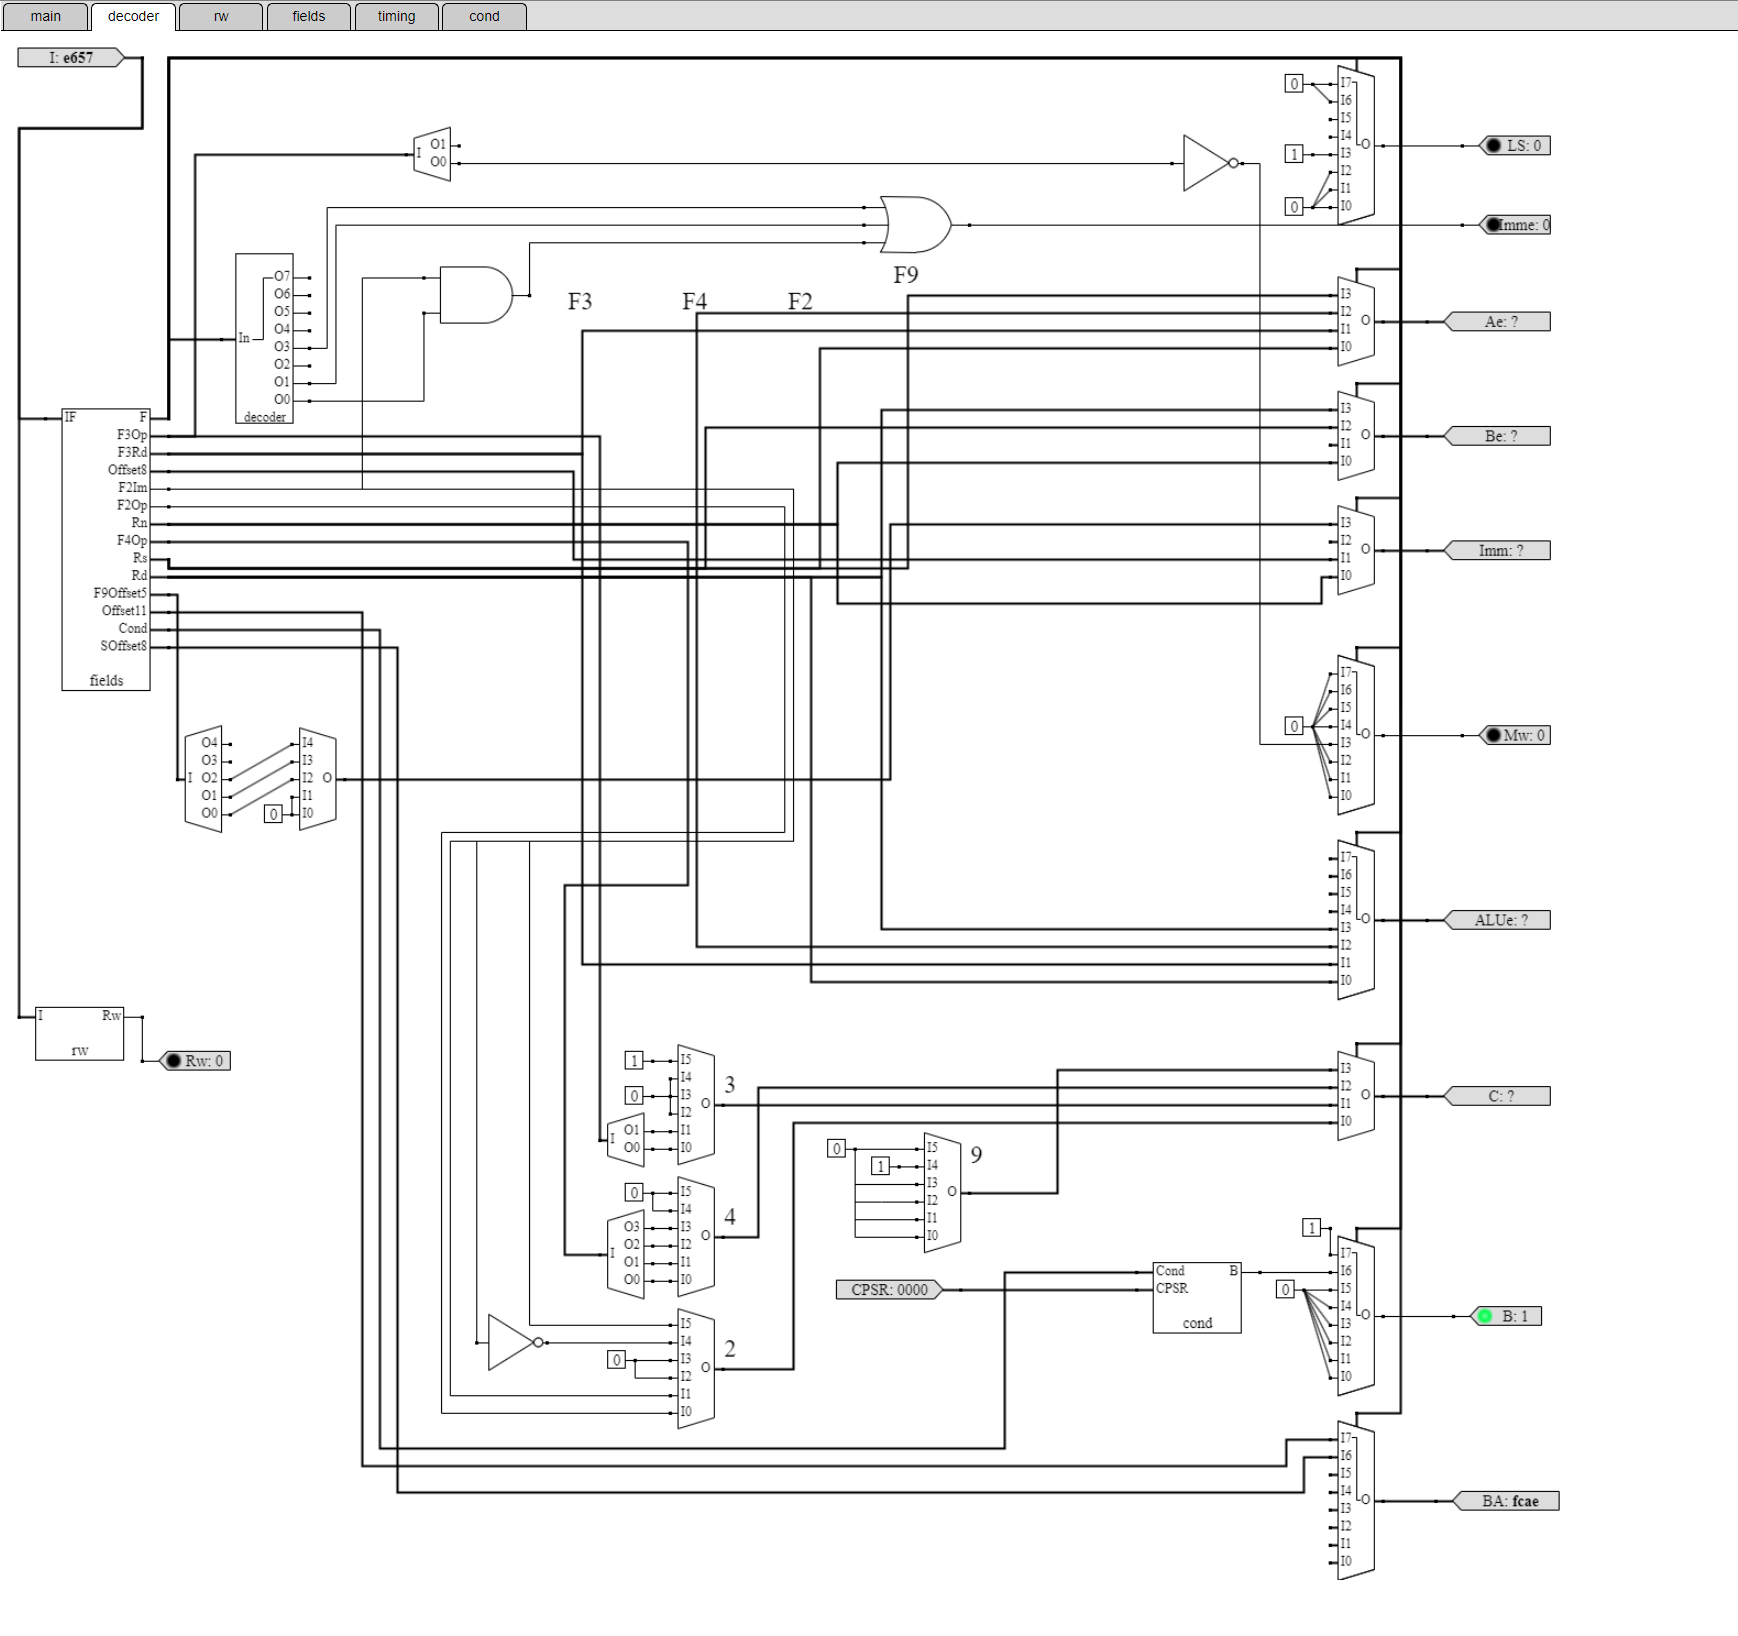 main decoder rw fields timing cond
I: e657
0 I7
I6
I5
I4
1 I3
I2
I1
0 I0
O
LS: 0
I O1
O0
Imme: 0
F9
F3 F4 F2
In O7
O6
O5
O4
O3
O2
O1
O0
decoder
I3
I2
I1
I0
O
Ae: ?
I3
I2
I1
I0
O
Be: ?
IF F
F3Op
F3Rd
Offset8
F2Im
F2Op
Rn
F4Op
Rs
Rd
F9Offset5
Offset11
Cond
SOffset8
fields
I3
I2
I1
I0
O
Imm: ?
I O4
O3
O2
O1
O0
0
I4
I3
I2 O
I1
I0
0
I7
I6
I5
I4
I3
I2
I1
I0
O
Mw: 0
I7
I6
I5
I4
I3
I2
I1
I0
O
ALUe: ?
I Rw
rw
Rw: 0
1 I5
I4
0 I3
I2
I1
I0
O
I O1
O0
3
I3
I2
I1
I0
O
C: ?
0 I5
1 I4
I3
I2
I1
I0
O
9
0 I5
I4
I3
I2
I1
I0
O
I O3
O2
O1
O0
4
CPSR: 0000
Cond B
CPSR
cond
1
0
I7
I6
I5
I4
I3
I2
I1
I0
O
B: 1
I5
I4
0 I3
I2
I1
I0
O
2
I7
I6
I5
I4
I3
I2
I1
I0
O
BA: fcae